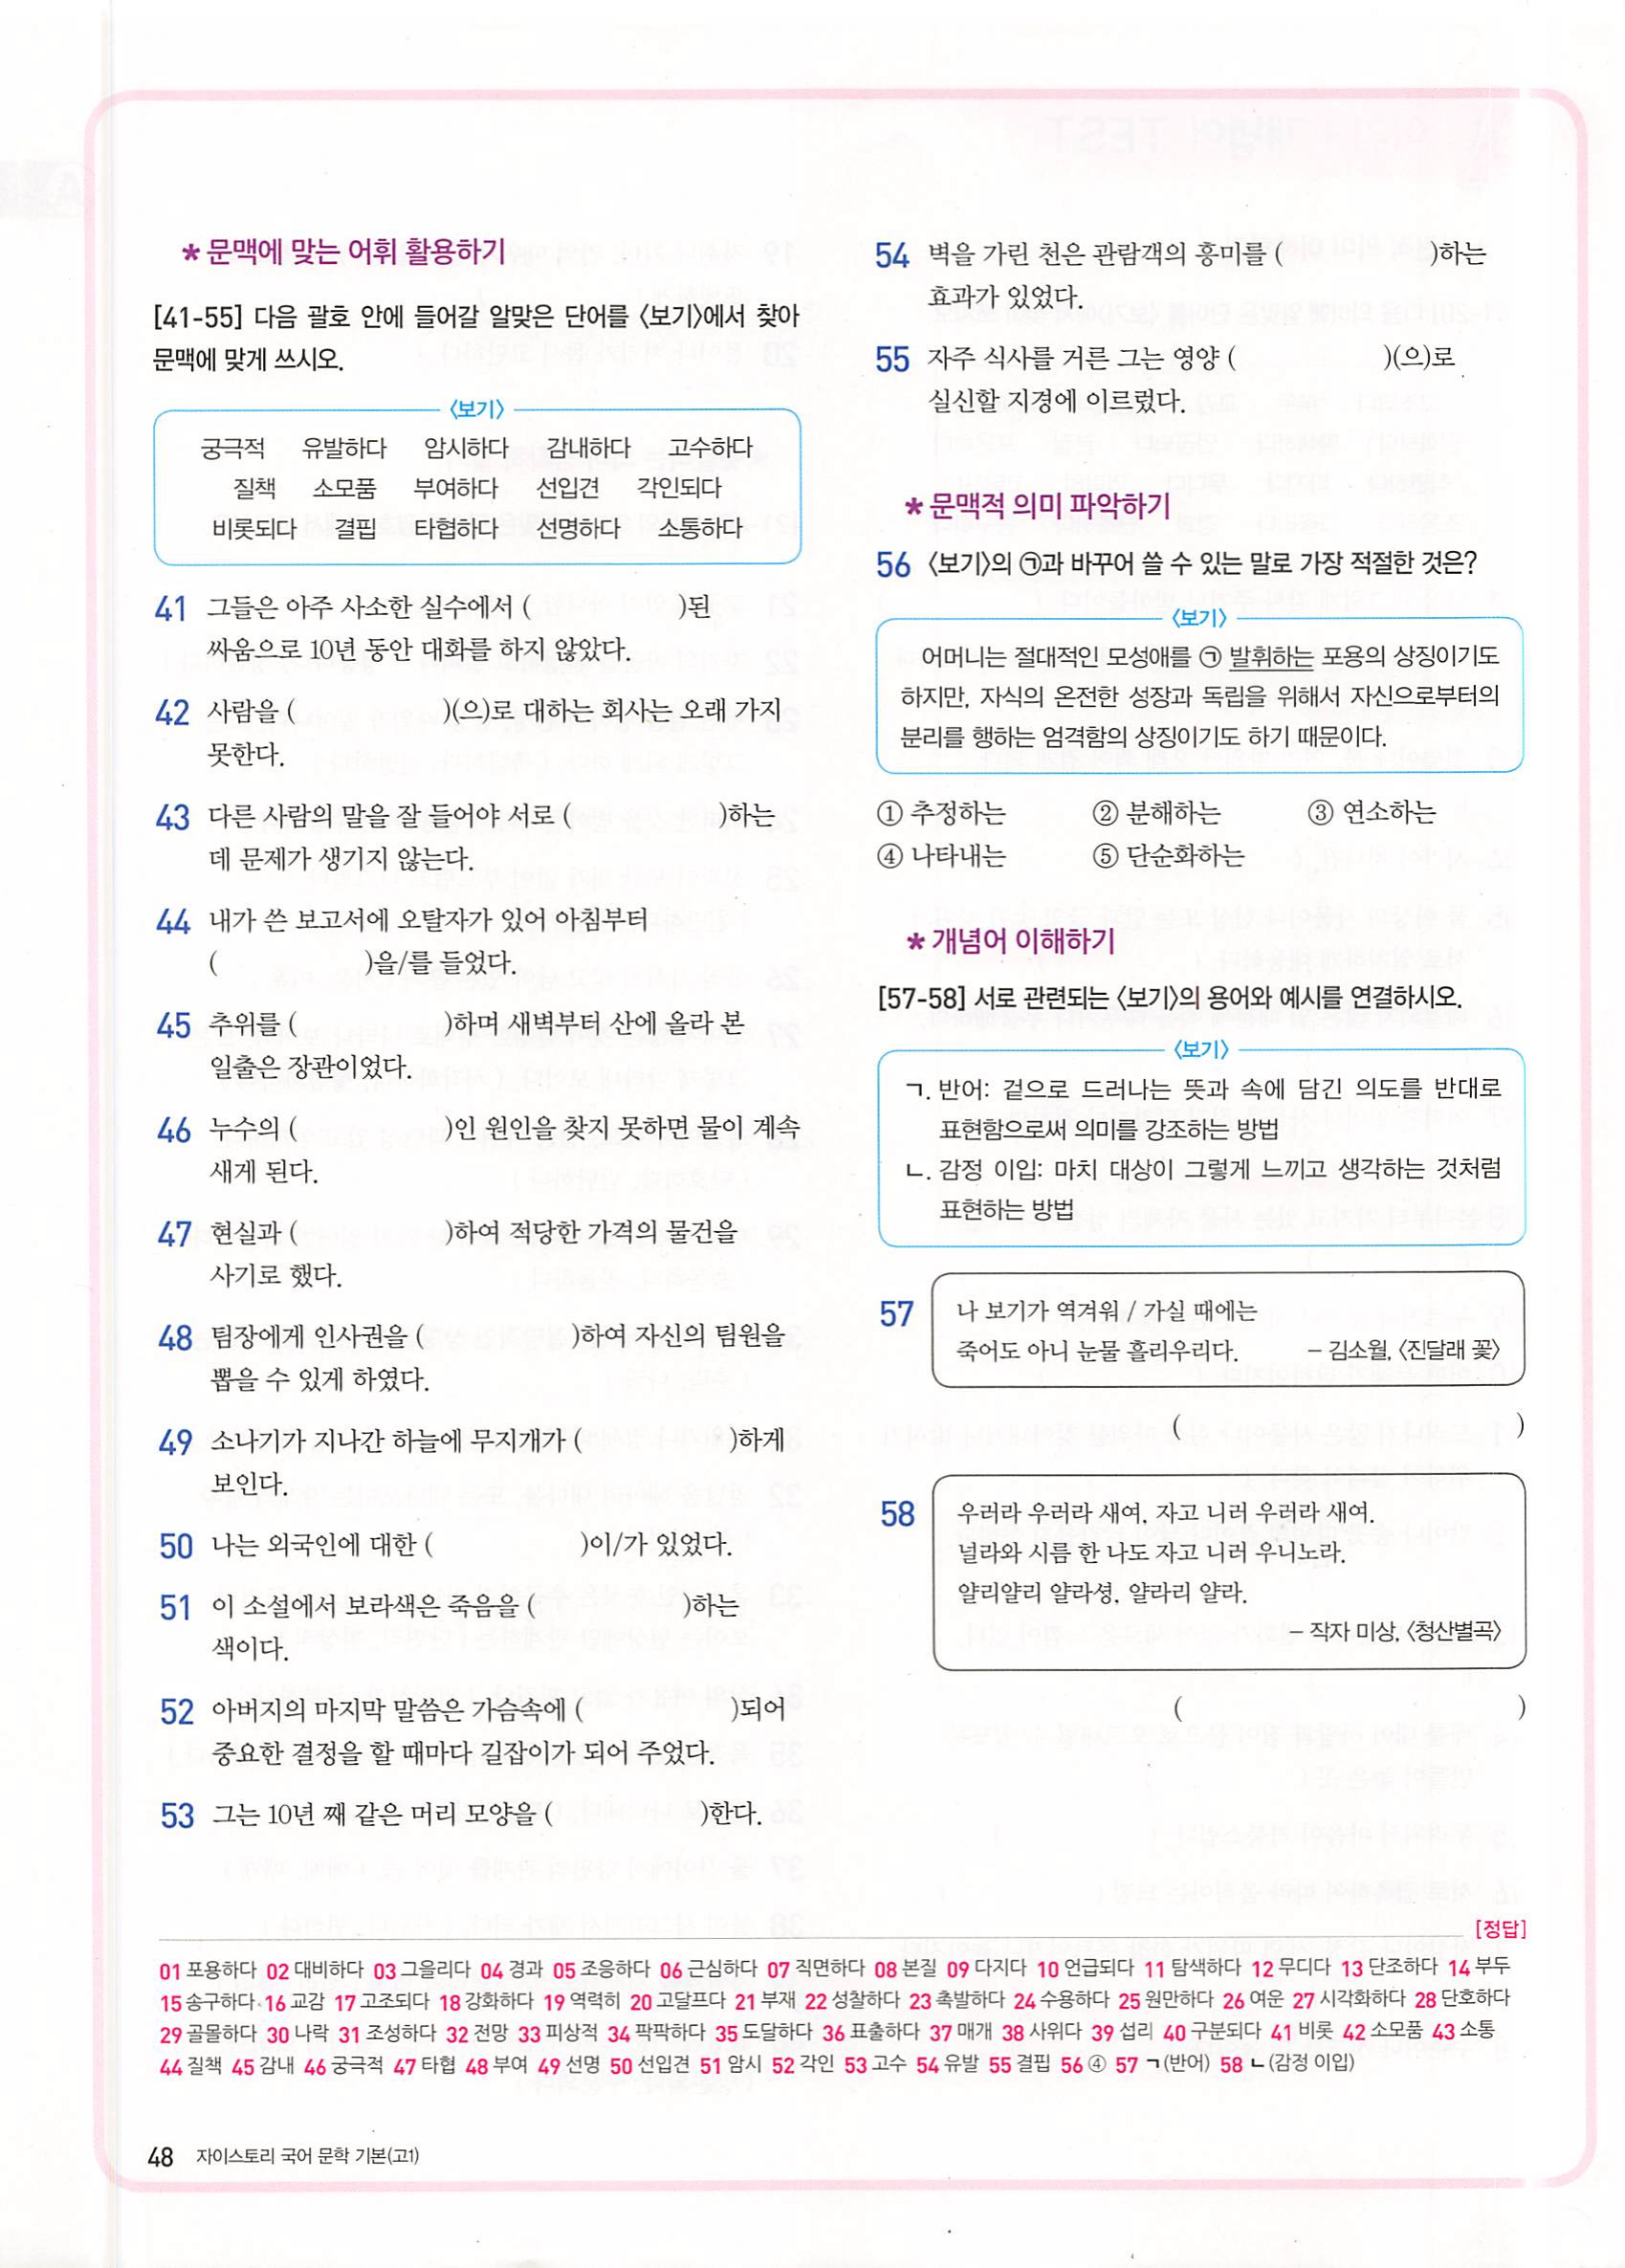 * 문맥에 맞는 어휘 활용하기
[41-55] 다음 괄호 안에 들어갈 알맞은 단어를 〈보기〉에서 찾아
문맥에 맞게 쓰시오.
〈보기〉
궁극적 유발하다 암시하다 감내하다 고수하다
질책 소모품 부여하다 선입견 각인되다
비롯되다 결핍 타협하다 선명하다 소통하다
41 그들은 아주 사소한 실수에서 ( )된
싸움으로 10년 동안 대화를 하지 않았다.
42 사람을 ( )(으)로 대하는 회사는 오래 가지
못한다.
43 다른 사람의 말을 잘 들어야 서로 ( )하는
데 문제가 생기지 않는다.
44 내가 쓴 보고서에 오탈자가 있어 아침부터
( )을/를 들었다.
45 추위를 ( )하며 새벽부터 산에 올라 본
일출은 장관이었다.
46 누수의 ( )인 원인을 찾지 못하면 물이 계속
새게 된다.
47 현실과 ( )하여 적당한 가격의 물건을
사기로 했다.
48 팀장에게 인사권을 ( )하여 자신의 팀원을
뽑을 수 있게 하였다.
49 소나기가 지나간 하늘에 무지개가 ( )하게
보인다.
50 나는 외국인에 대한 ( )이/가 있었다.
51 이 소설에서 보라색은 죽음을 ( )하는
색이다.
52 아버지의 마지막 말씀은 가슴속에 ( )되어
중요한 결정을 할 때마다 길잡이가 되어 주었다.
53 그는 10년 째 같은 머리 모양을 ( )한다.
54 벽을 가린 천은 관람객의 흥미를 ( )하는
효과가 있었다.
55 자주 식사를 거른 그는 영양 ( )(으)로
실신할 지경에 이르렀다.
* 문맥적 의미 파악하기
56 〈보기〉의 ㉠과 바꾸어 쓸 수 있는 말로 가장 적절한 것은?
〈보기〉
어머니는 절대적인 모성애를 ㉠ 발휘하는 포용의 상징이기도
하지만, 자식의 온전한 성장과 독립을 위해서 자신으로부터의
분리를 행하는 엄격함의 상징이기도 하기 때문이다.
① 추정하는 ② 분해하는 ③ 연소하는
④ 나타내는 ⑤ 단순화하는
* 개념어 이해하기
[57-58] 서로 관련되는 〈보기〉의 용어와 예시를 연결하시오.
〈보기〉
ㄱ. 반어: 겉으로 드러나는 뜻과 속에 담긴 의도를 반대로
표현함으로써 의미를 강조하는 방법
ㄴ. 감정 이입: 마치 대상이 그렇게 느끼고 생각하는 것처럼
표현하는 방법
57 나 보기가 역겨워 / 가실 때에는
죽어도 아니 눈물 흘리우리다. – 김소월, 〈진달래 꽃〉
( )
58 우러라 우러라 새여, 자고 니러 우러라 새여.
널라와 시름 한 나도 자고 니러 우니노라.
얄리얄리 얄라셩, 얄라리 얄라.
– 작자 미상, 〈청산별곡〉
( )
[정답]
01 포용하다 02 대비하다 03 그을리다 04 경과 05 조응하다 06 근심하다 07 직면하다 08 본질 09 다지다 10 언급되다 11 탐색하다 12 무디다 13 단조하다 14 부두
15 송구하다 16 교감 17 고조되다 18 강화하다 19 역력히 20 고달프다 21 부재 22 성찰하다 23 촉발하다 24 수용하다 25 원만하다 26 여운 27 시각화하다 28 단호하다
29 골몰하다 30 나락 31 조성하다 32 전망 33 피상적 34 팍팍하다 35 도달하다 36 표출하다 37 매개 38 사위다 39 섭리 40 구분되다 41 비롯 42 소모품 43 소통
44 질책 45 감내 46 궁극적 47 타협 48 부여 49 선명 50 선입견 51 암시 52 각인 53 고수 54 유발 55 결핍 56 ④ 57 ㄱ(반어) 58 ㄴ(감정 이입)
48 자이스토리 국어 문학 기본(고1)